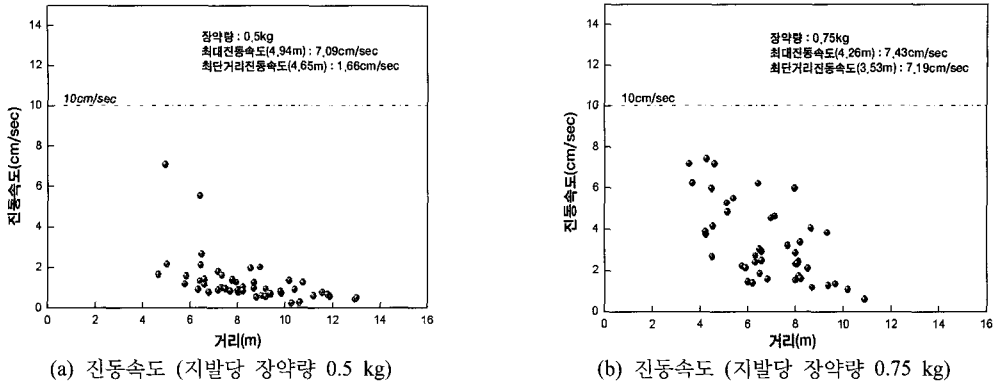 진동속도(cm/sec)
14
12
10
8
6
4
2
0
장약량 : 0.5kg
최대진동속도(4.94m) : 7.09cm/sec
최단거리진동속도(4.65m) : 1.66cm/sec
10cm/sec
0 2 4 6 8 10 12 14 16
거리(m)
(a) 진동속도 (지발당 장약량 0.5 kg)
진동속도(cm/sec)
14
12
10
8
6
4
2
0
장약량 : 0.75kg
최대진동속도(4.26m) : 7.43cm/sec
최단거리진동속도(3.53m) : 7.19cm/sec
10cm/sec
0 2 4 6 8 10 12 14 16
거리(m)
(b) 진동속도 (지발당 장약량 0.75 kg)